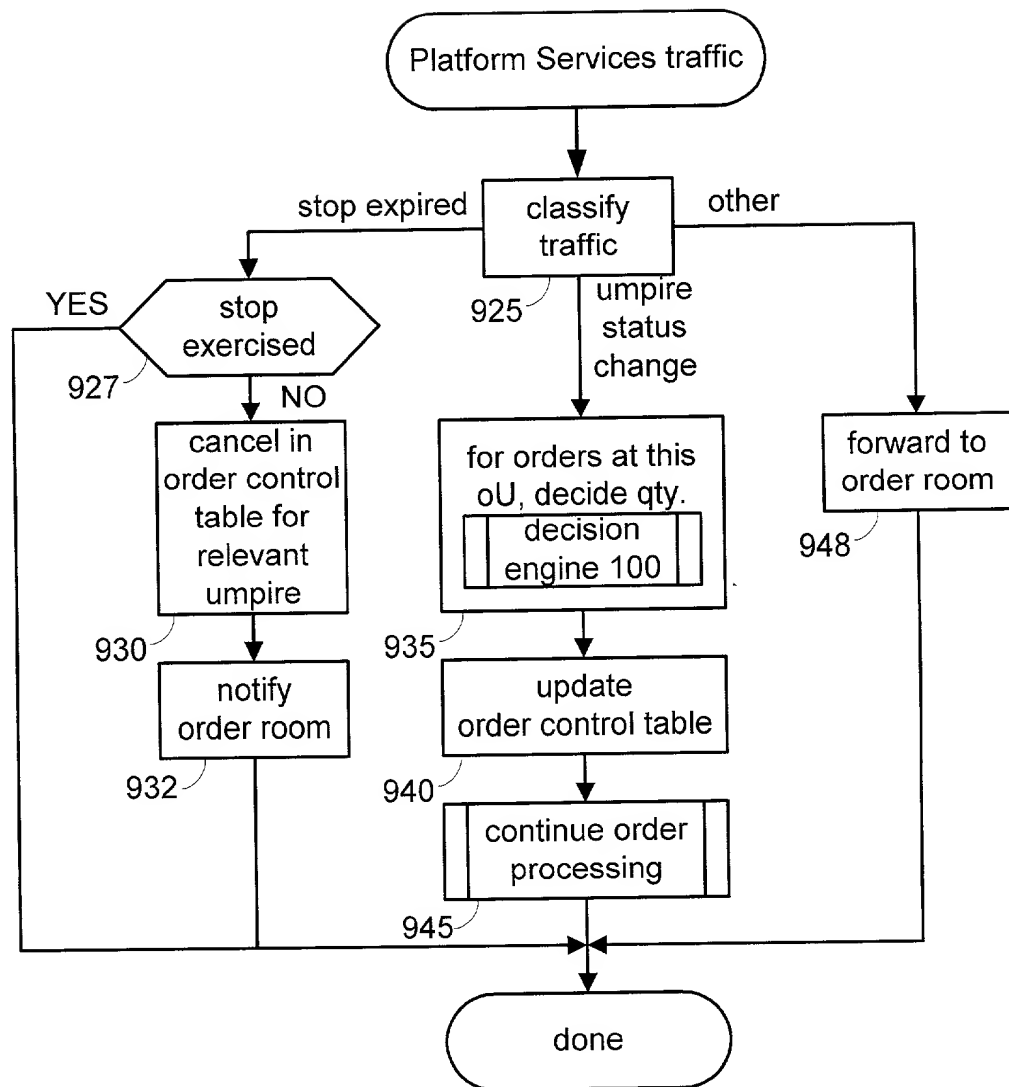 Platform Services traffic
stop expired
classify
traffic
other
925
umpire
status
change
YES
stop
exercised
927
NO
cancel in
order control
table for
relevant
umpire
930
notify
order room
932
for orders at this
oU, decide qty.
decision
engine 100
935
update
order control table
940
continue order
processing
945
forward to
order room
948
done